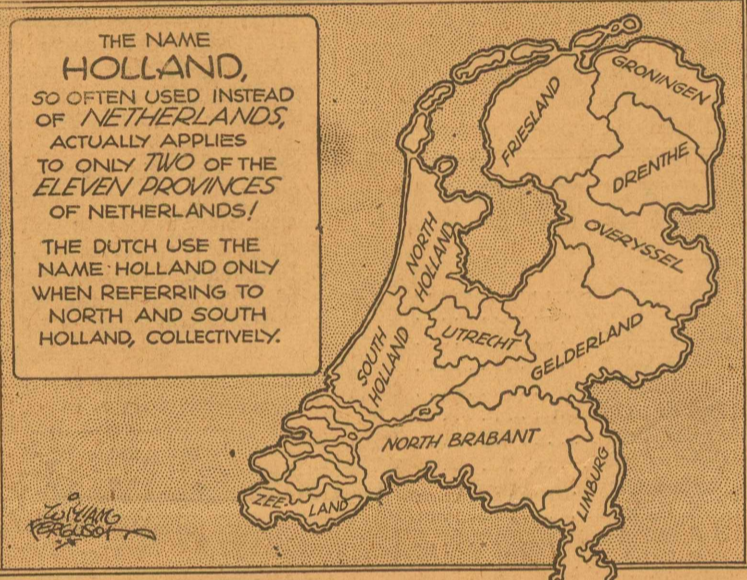 THE NAME
HOLLAND,
SO OFTEN USED INSTEAD
OF NETHERLANDS,
ACTUALLY APPLIES
TO ONLY TWO OF THE
ELEVEN PROVINCES
OF NETHERLANDS!
THE DUTCH USE THE
NAME HOLLAND ONLY
WHEN REFERRING TO
NORTH AND SOUTH
HOLLAND, COLLECTIVELY.
GRONINGEN
FRIESLAND
DRENTHE
OVERYSSEL
NORTH
HOLLAND
UTRECHT
SOUTH
HOLLAND
GELDERLAND
NORTH BRABANT
LIMBURG
ZEE-LAND
WILLIAM
FERGUSON